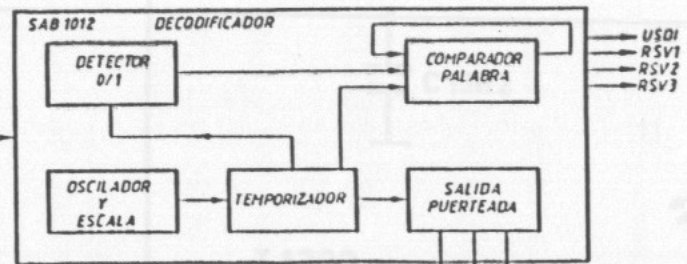 SAB 1012 DECODIFICADOR
DETECTOR
0/1
COMPARADOR
PALABRA
USDI
RSV1
RSV2
RSV3
OSCILADOR
Y
ESCALA
TEMPORIZADOR
SALIDA
PUERTEADA